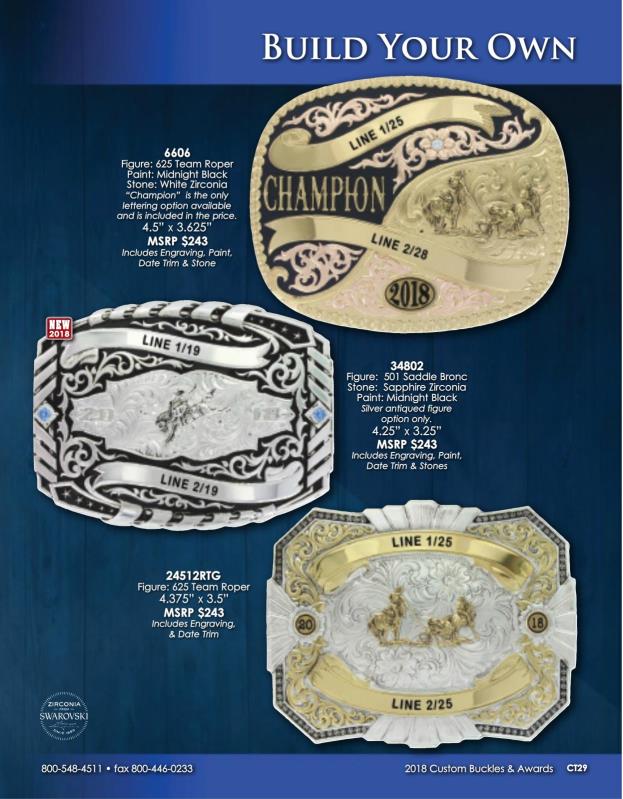 BUILD YOUR OWN
6606
Figure: 625 Team Roper
Paint: Midnight Black
Stone: White Zirconia
"Champion" is the only
lettering option available
and is included in the price.
4.5" x 3.625"
MSRP $243
Includes Engraving, Paint,
Date Trim & Stone
LINE 1/25
CHAMPION
LINE 2/28
2018
NEW
2018
LINE 1/19
20 18
LINE 2/19
34802
Figure: 501 Saddle Bronc
Stone: Sapphire Zirconia
Paint: Midnight Black
Silver antiqued figure
option only.
4.25" x 3.25"
MSRP $243
Includes Engraving, Paint,
Date Trim & Stones
24512RTG
Figure: 625 Team Roper
4.375" x 3.5"
MSRP $243
Includes Engraving,
& Date Trim
LINE 1/25
20 18
LINE 2/25
ZIRCONIA
FROM
SWAROVSKI
SINCE 1895
800-548-4511 • fax 800-446-0233
2018 Custom Buckles & Awards CT29